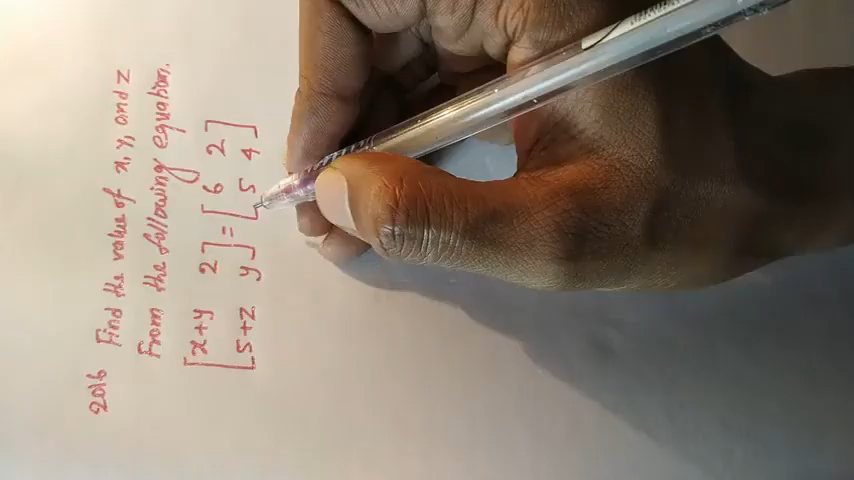 2016 Find the value of x, y, and z
From the following equation.
[x+y 2] = [6 2]
[5+z y] [5 4]